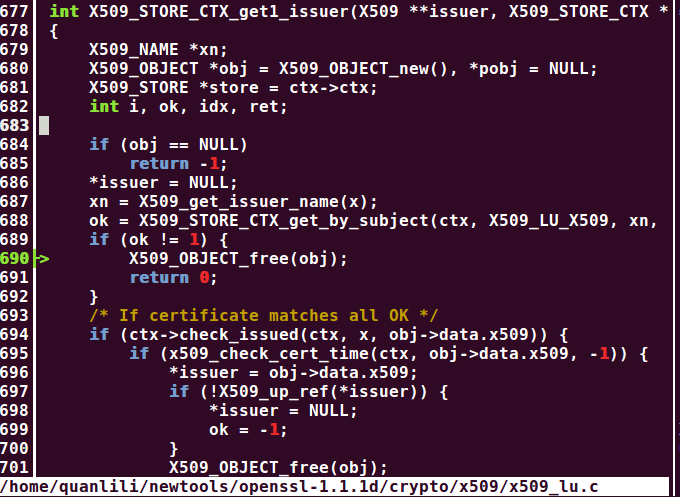 677 int X509_STORE_CTX_get1_issuer(X509 **issuer, X509_STORE_CTX *
678 {
679     X509_NAME *xn;
680     X509_OBJECT *obj = X509_OBJECT_new(), *pobj = NULL;
681     X509_STORE *store = ctx->ctx;
682     int i, ok, idx, ret;
683
684     if (obj == NULL)
685         return -1;
686     *issuer = NULL;
687     xn = X509_get_issuer_name(x);
688     ok = X509_STORE_CTX_get_by_subject(ctx, X509_LU_X509, xn,
689     if (ok != 1) {
690->        X509_OBJECT_free(obj);
691         return 0;
692     }
693     /* If certificate matches all OK */
694     if (ctx->check_issued(ctx, x, obj->data.x509)) {
695         if (x509_check_cert_time(ctx, obj->data.x509, -1)) {
696             *issuer = obj->data.x509;
697             if (!X509_up_ref(*issuer)) {
698                 *issuer = NULL;
699                 ok = -1;
700             }
701             X509_OBJECT_free(obj);
/home/quanlili/newtools/openssl-1.1.1d/crypto/x509/x509_lu.c